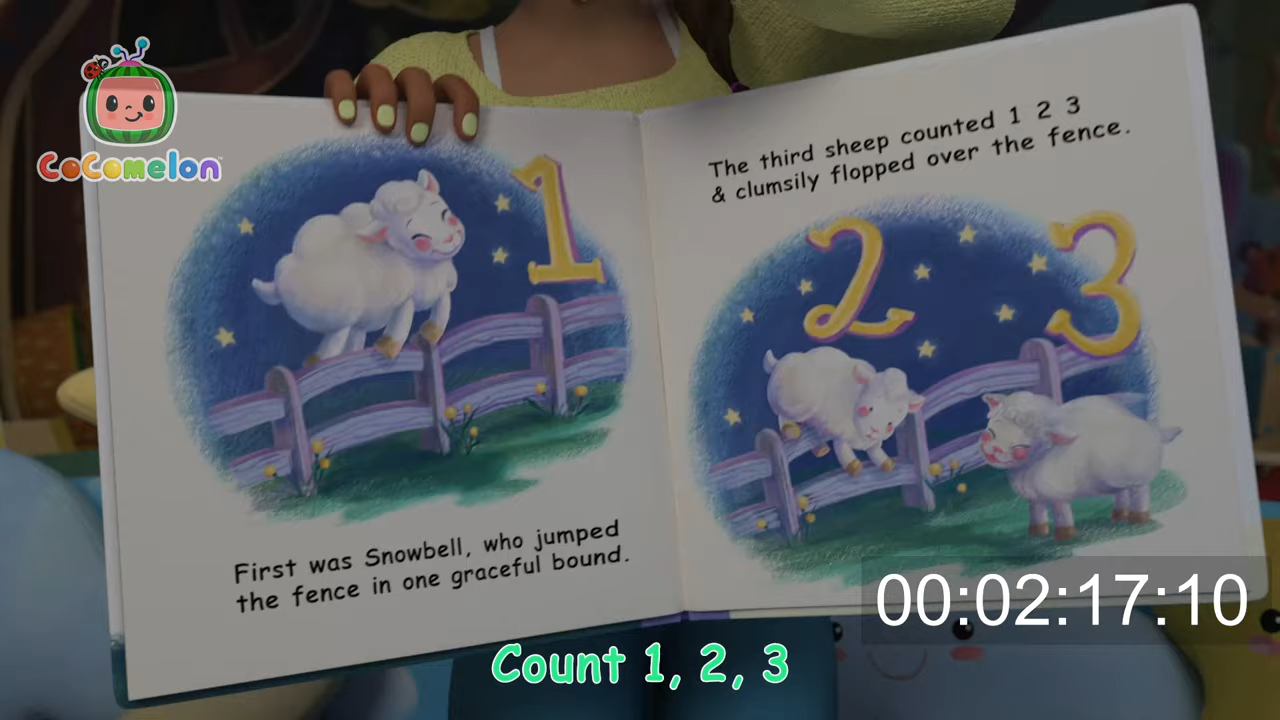 CoComelon
1
First was Snowbell, who jumped
the fence in one graceful bound.
The third sheep counted 1 2 3
& clumsily flopped over the fence.
2 3
00:02:17:10
Count 1, 2, 3